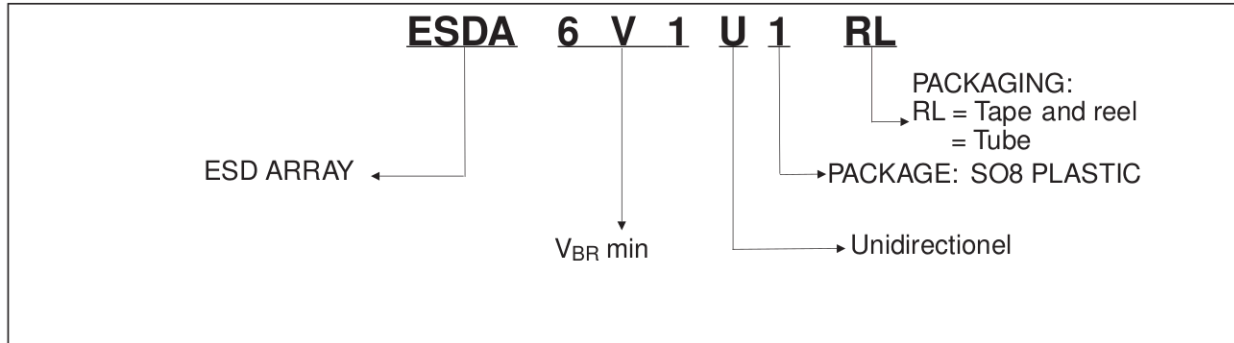 ESDA 6 V 1 U 1 RL
PACKAGING:
RL = Tape and reel
= Tube
ESD ARRAY
PACKAGE: SO8 PLASTIC
VBR min
Unidirectionel